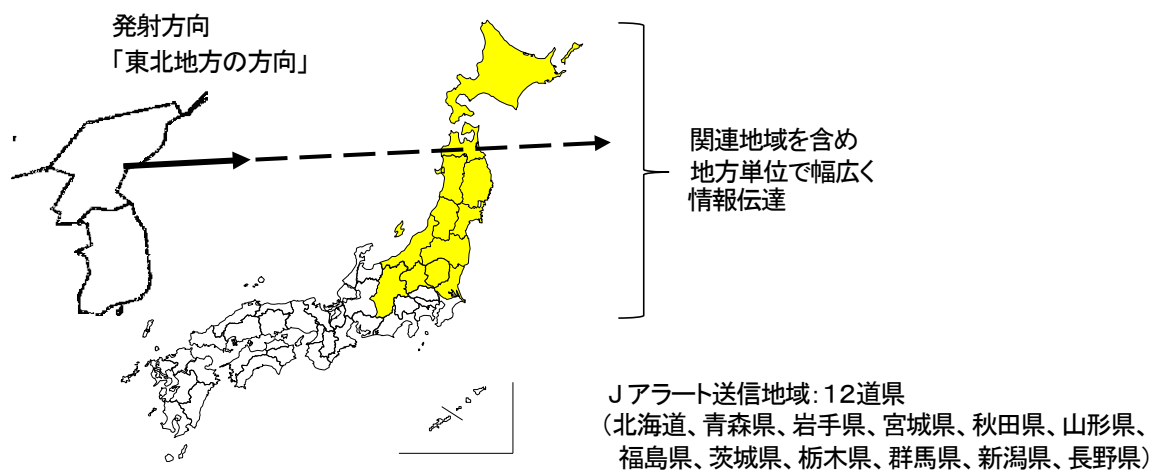 発射方向
「東北地方の方向」
関連地域を含め
地方単位で幅広く
情報伝達
Jアラート送信地域：12道県
(北海道、青森県、岩手県、宮城県、秋田県、山形県、
福島県、茨城県、栃木県、群馬県、新潟県、長野県)